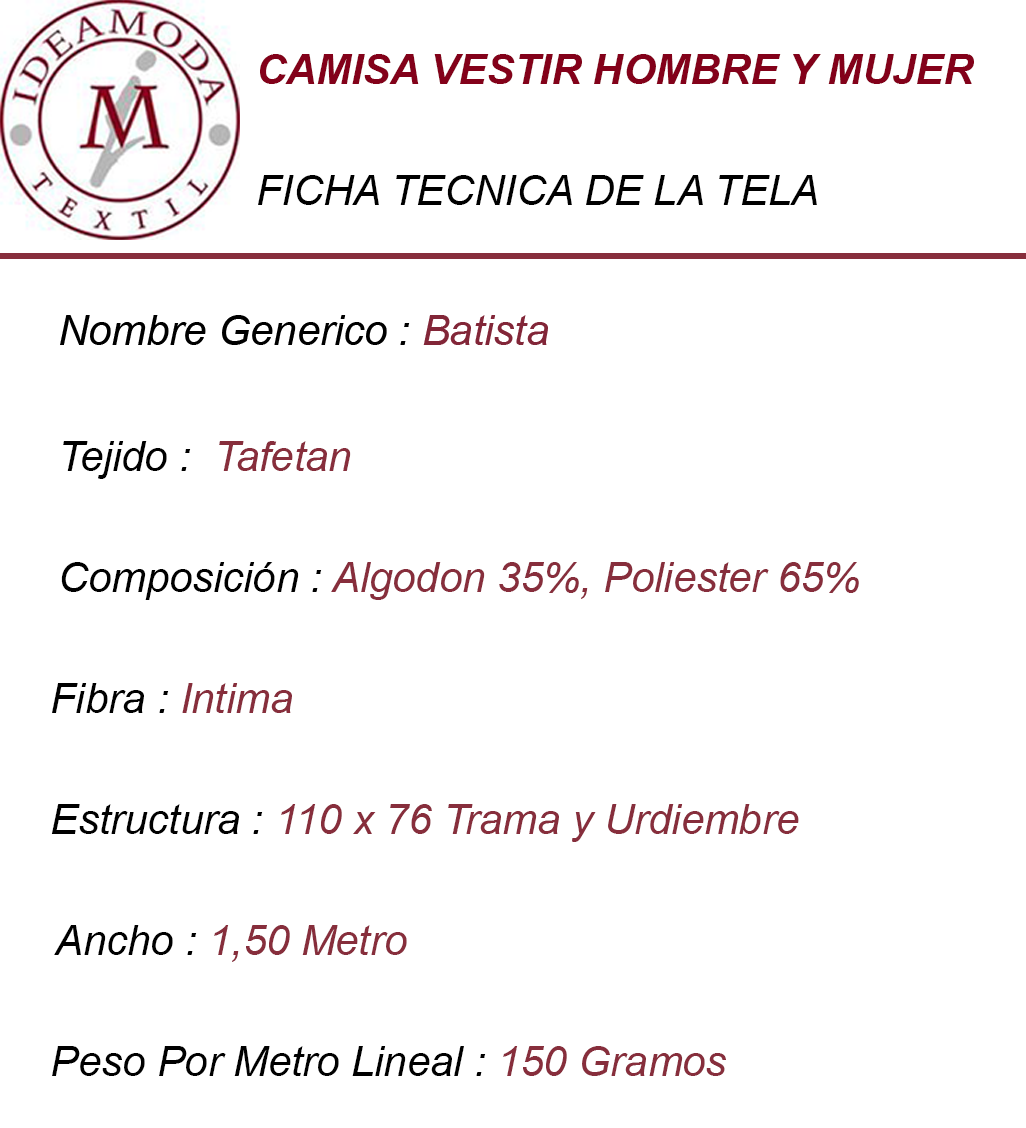 IDEAMODA
M
TEXTIL
CAMISA VESTIR HOMBRE Y MUJER
FICHA TECNICA DE LA TELA
Nombre Generico : Batista
Tejido : Tafetan
Composición : Algodon 35%, Poliester 65%
Fibra : Intima
Estructura : 110 x 76 Trama y Urdiembre
Ancho : 1,50 Metro
Peso Por Metro Lineal : 150 Gramos